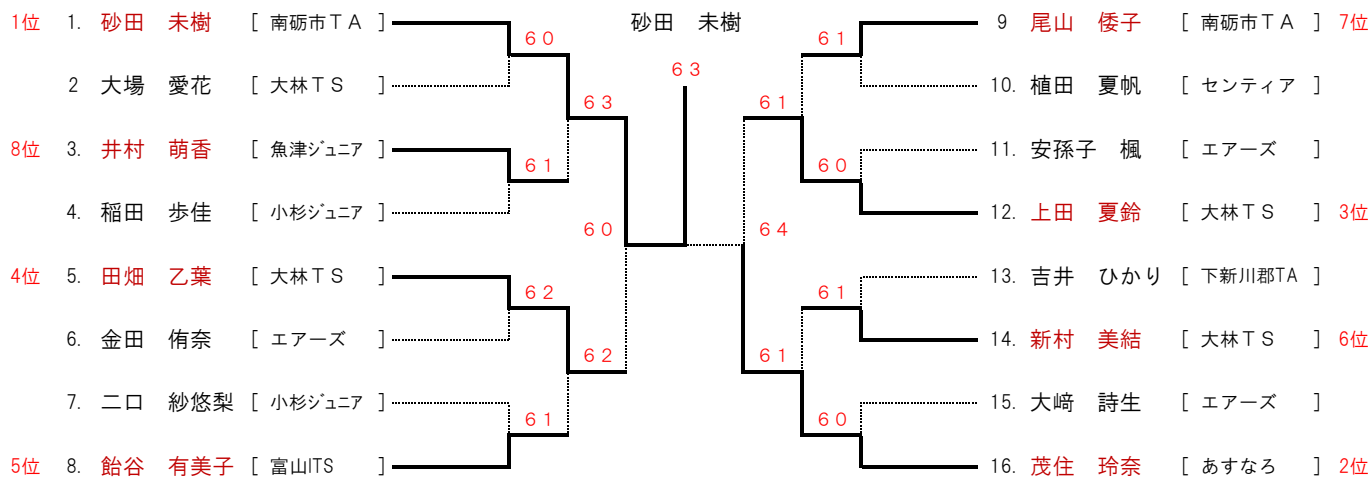 1位 1. 砂田 未樹 [ 南砺市ＴＡ ]
60
2 大場 愛花 [ 大林ＴＳ ]
63
8位 3. 井村 萌香 [ 魚津ｼﾞｭﾆｱ ]
61
4. 稲田 歩佳 [ 小杉ｼﾞｭﾆｱ ]
60
4位 5. 田畑 乙葉 [ 大林ＴＳ ]
62
6. 金田 侑奈 [ エアーズ ]
62
7. 二口 紗悠梨 [ 小杉ｼﾞｭﾆｱ ]
61
5位 8. 飴谷 有美子 [ 富山ITS ]
砂田 未樹
63
9 尾山 倭子 [ 南砺市ＴＡ ] 7位
61
10. 植田 夏帆 [ センティア ]
61
11. 安孫子 楓 [ エアーズ ]
60
12. 上田 夏鈴 [ 大林ＴＳ ] 3位
64
13. 吉井 ひかり [ 下新川郡TA ]
61
14. 新村 美結 [ 大林ＴＳ ] 6位
61
15. 大﨑 詩生 [ エアーズ ]
60
16. 茂住 玲奈 [ あすなろ ] 2位